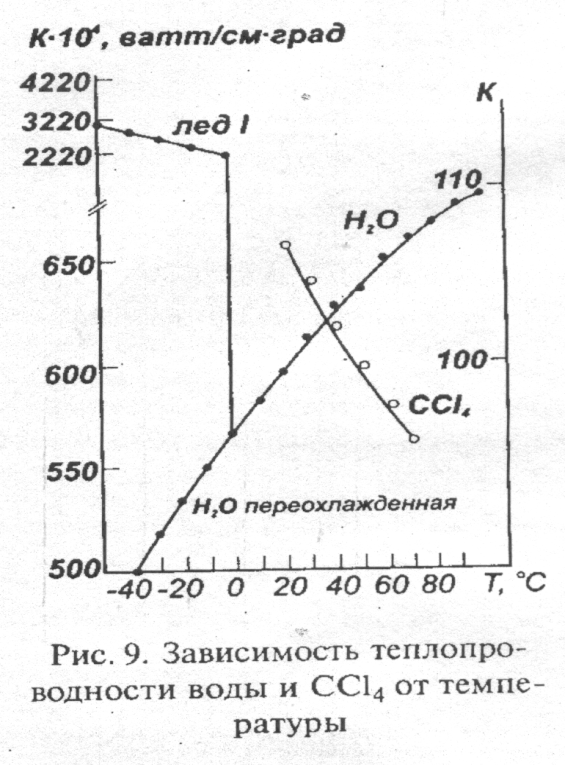 К·10⁴, ватт/см·град
4220
3220
2220
лед I
К
110
H₂O
650
600
100
CCl₄
550
H₂O переохлажденная
500
-40 -20 0 20 40 60 80 T, °C
Рис. 9. Зависимость теплопро-
водности воды и CCl₄ от темпе-
ратуры